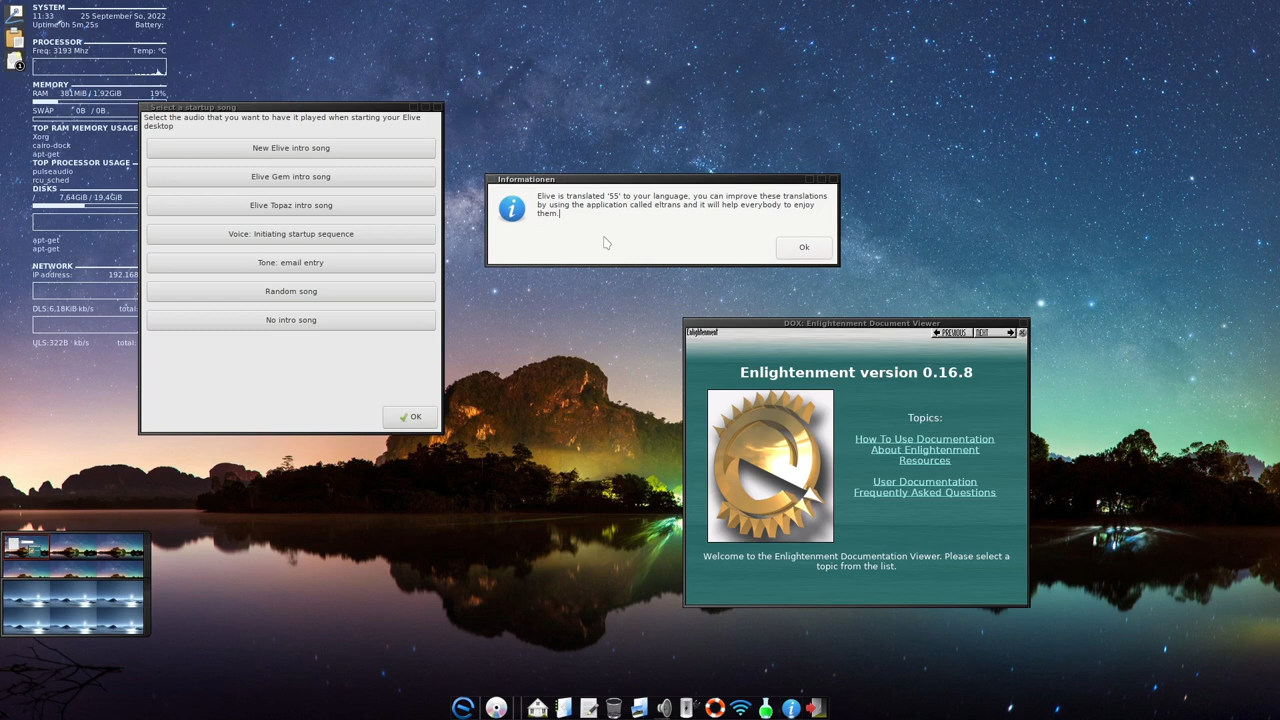 SYSTEM
11:33 25 September So, 2022
Uptime 0h 5m,25s Battery:
PROCESSOR
Freq: 3193 Mhz Temp: °C
MEMORY
RAM 381MiB / 1,92GiB 19%
SWAP 0B / 0B
TOP RAM MEMORY USAGE
Xorg
cairo-dock
apt-get
TOP PROCESSOR USAGE
pulseaudio
rcu_sched
DISKS
/ 7,64GiB / 19,4GiB
apt-get
apt-get
NETWORK
IP address: 192.168
DLS:6,18KiB kb/s total:
ULS:322B kb/s total:
1
Select a startup song
Select the audio that you want to have it played when starting your Elive
desktop
New Elive intro song
Elive Gem intro song
Elive Topaz intro song
Voice: Initiating startup sequence
Tone: email entry
Random song
No intro song
OK
Informationen
Elive is translated '55' to your language, you can improve these translations
by using the application called eltrans and it will help everybody to enjoy
them.
Ok
DOX: Enlightenment Document Viewer
Enlightenment PREVIOUS NEXT
Enlightenment version 0.16.8
Topics:
How To Use Documentation
About Enlightenment
Resources
User Documentation
Frequently Asked Questions
Welcome to the Enlightenment Documentation Viewer. Please select a
topic from the list.